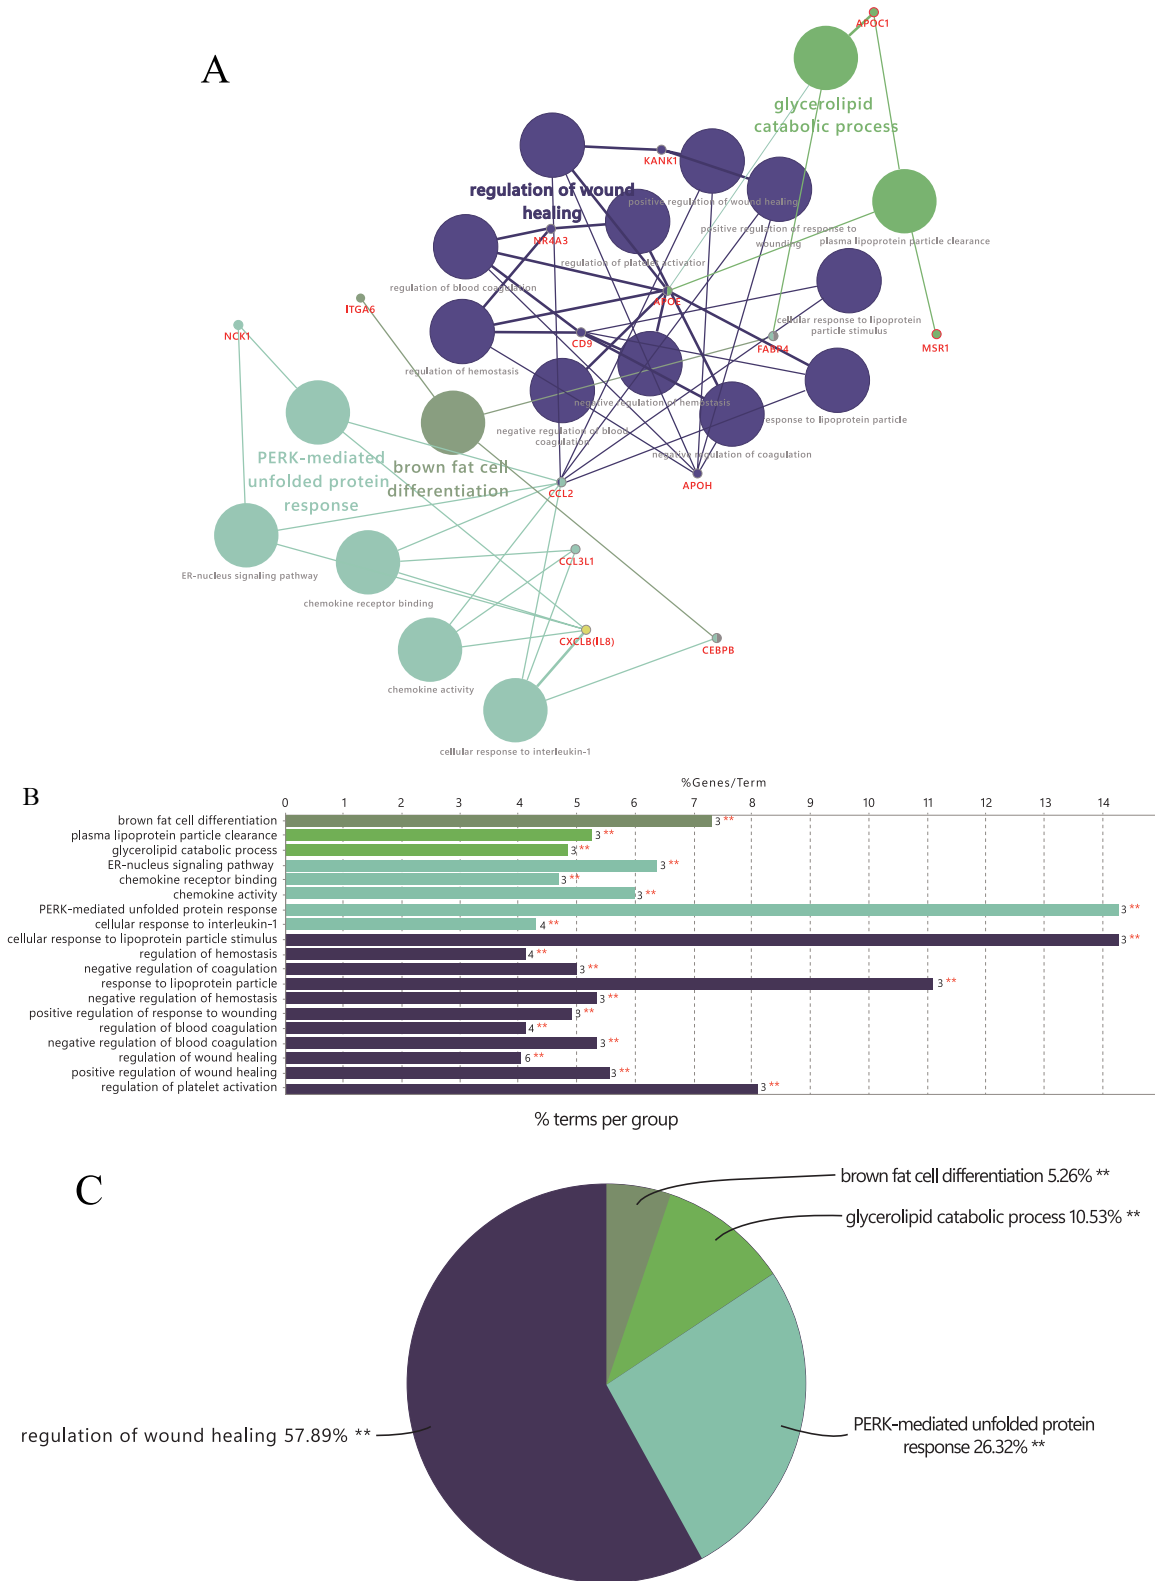 A
APOC1
glycerolipid
catabolic process
KANK1
regulation of wound
healing
positive regulation of wound healing
positive regulation of response to
wounding
plasma lipoprotein particle clearance
NR4A3
regulation of platelet activation
regulation of blood coagulation
APOE
ITGA6
NCK1
CD9
FABP4
cellular response to lipoprotein
particle stimulus
MSR1
regulation of hemostasis
negative regulation of hemostasis
negative regulation of blood
coagulation
response to lipoprotein particle
negative regulation of coagulation
PERK-mediated
unfolded protein
response
brown fat cell
differentiation
CCL2
APOH
ER-nucleus signaling pathway
CCL3L1
chemokine receptor binding
CXCLB(IL8)
CEBPB
chemokine activity
cellular response to interleukin-1
B
%Genes/Term
0 1 2 3 4 5 6 7 8 9 10 11 12 13 14
brown fat cell differentiation 3 **
plasma lipoprotein particle clearance 3 **
glycerolipid catabolic process 3 **
ER-nucleus signaling pathway 3 **
chemokine receptor binding 3 **
chemokine activity 3 **
PERK-mediated unfolded protein response 3 **
cellular response to interleukin-1 4 **
cellular response to lipoprotein particle stimulus 3 **
regulation of hemostasis 4 **
negative regulation of coagulation 3 **
response to lipoprotein particle 3 **
negative regulation of hemostasis 3 **
positive regulation of response to wounding 3 **
regulation of blood coagulation 4 **
negative regulation of blood coagulation 3 **
regulation of wound healing 6 **
positive regulation of wound healing 3 **
regulation of platelet activation 3 **
% terms per group
C
brown fat cell differentiation 5.26% **
glycerolipid catabolic process 10.53% **
PERK-mediated unfolded protein
response 26.32% **
regulation of wound healing 57.89% **